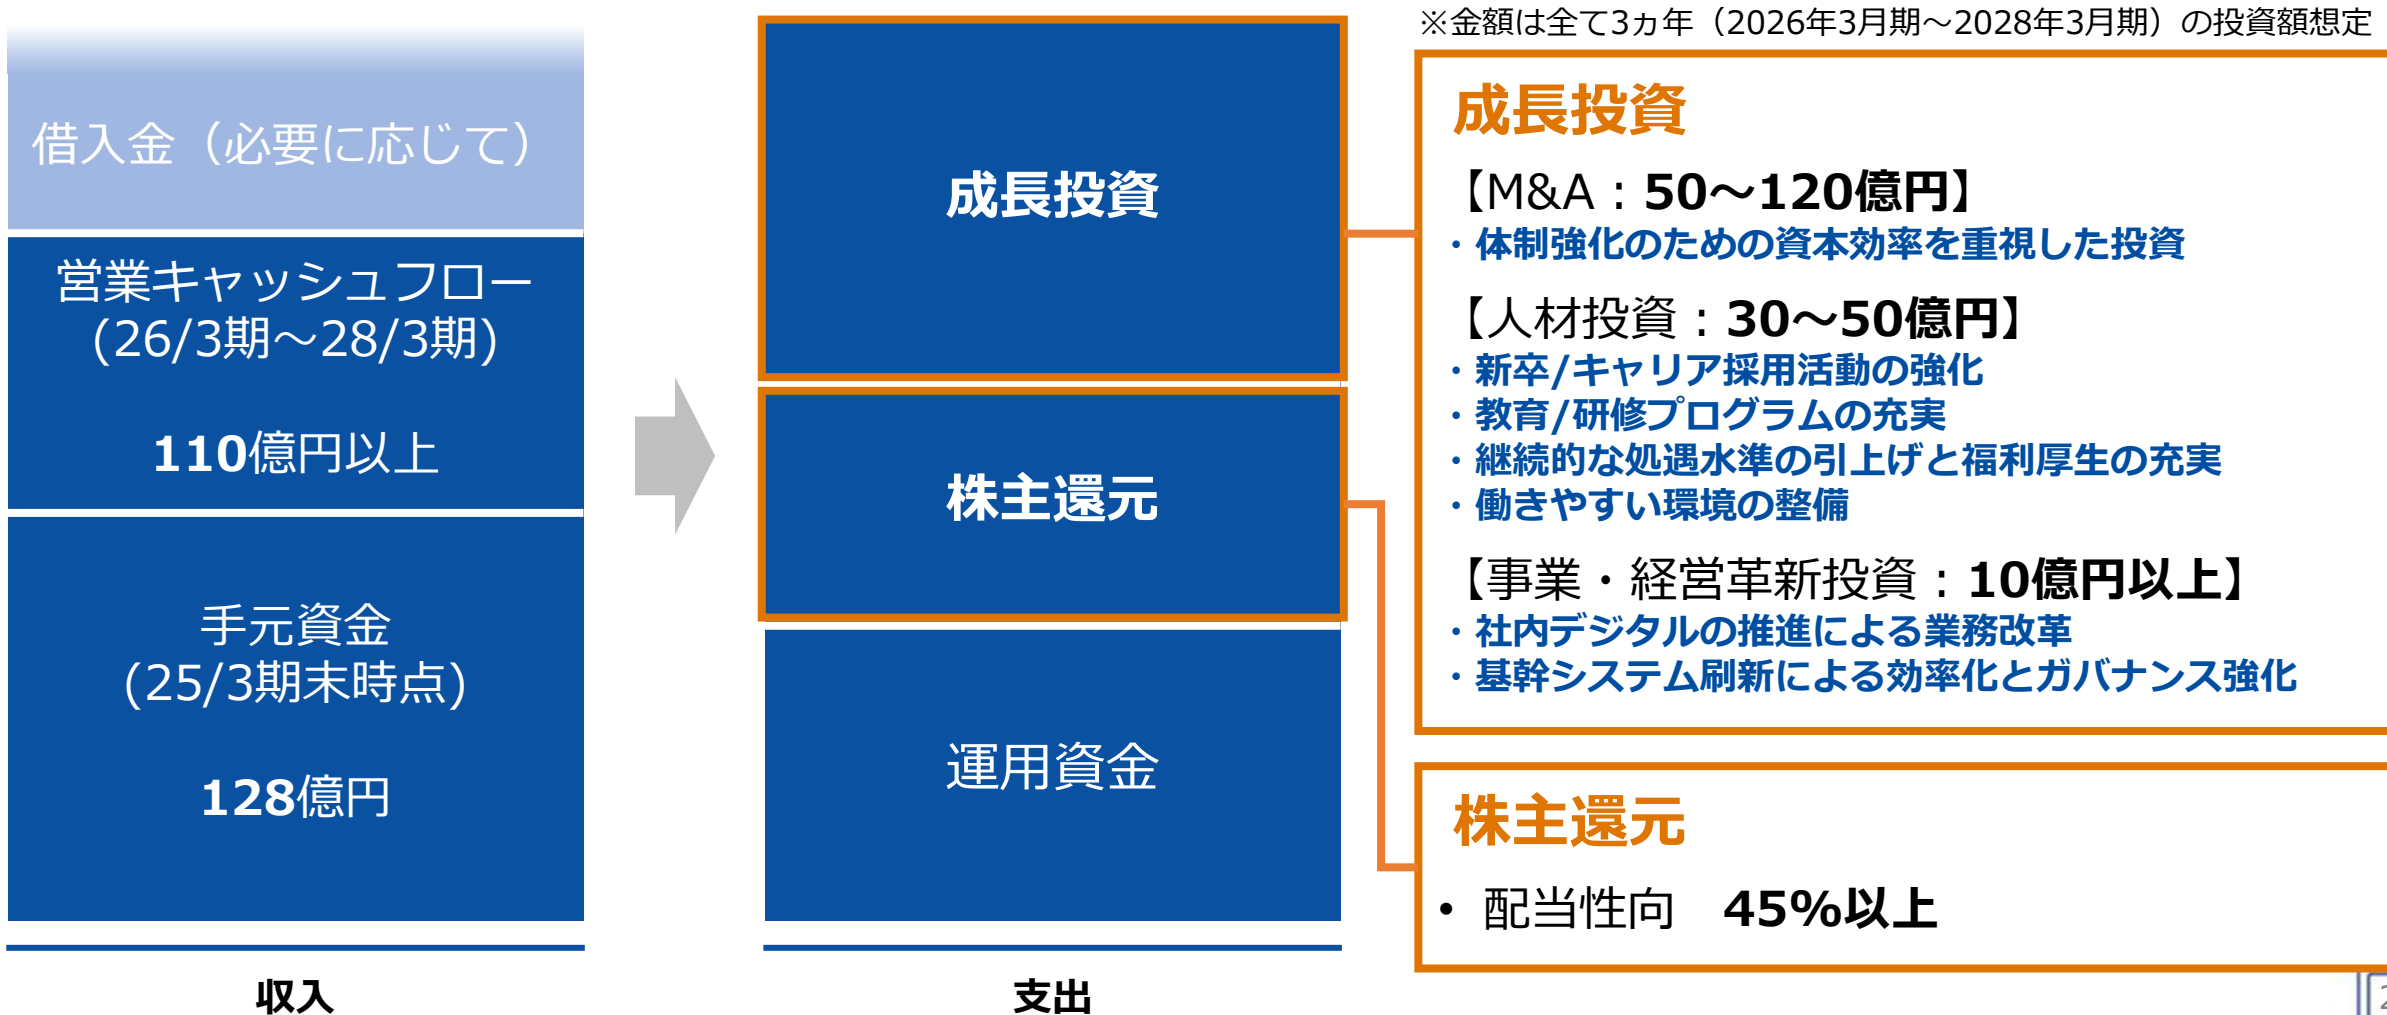 ※金額は全て3ヵ年（2026年3月期～2028年3月期）の投資額想定
借入金（必要に応じて）
営業キャッシュフロー
(26/3期～28/3期)
110億円以上
手元資金
(25/3期末時点)
128億円
収入
成長投資
株主還元
運用資金
支出
成長投資
【M&A：50～120億円】
・体制強化のための資本効率を重視した投資
【人材投資：30～50億円】
・新卒/キャリア採用活動の強化
・教育/研修プログラムの充実
・継続的な処遇水準の引上げと福利厚生の充実
・働きやすい環境の整備
【事業・経営革新投資：10億円以上】
・社内デジタルの推進による業務改革
・基幹システム刷新による効率化とガバナンス強化
株主還元
• 配当性向　45%以上